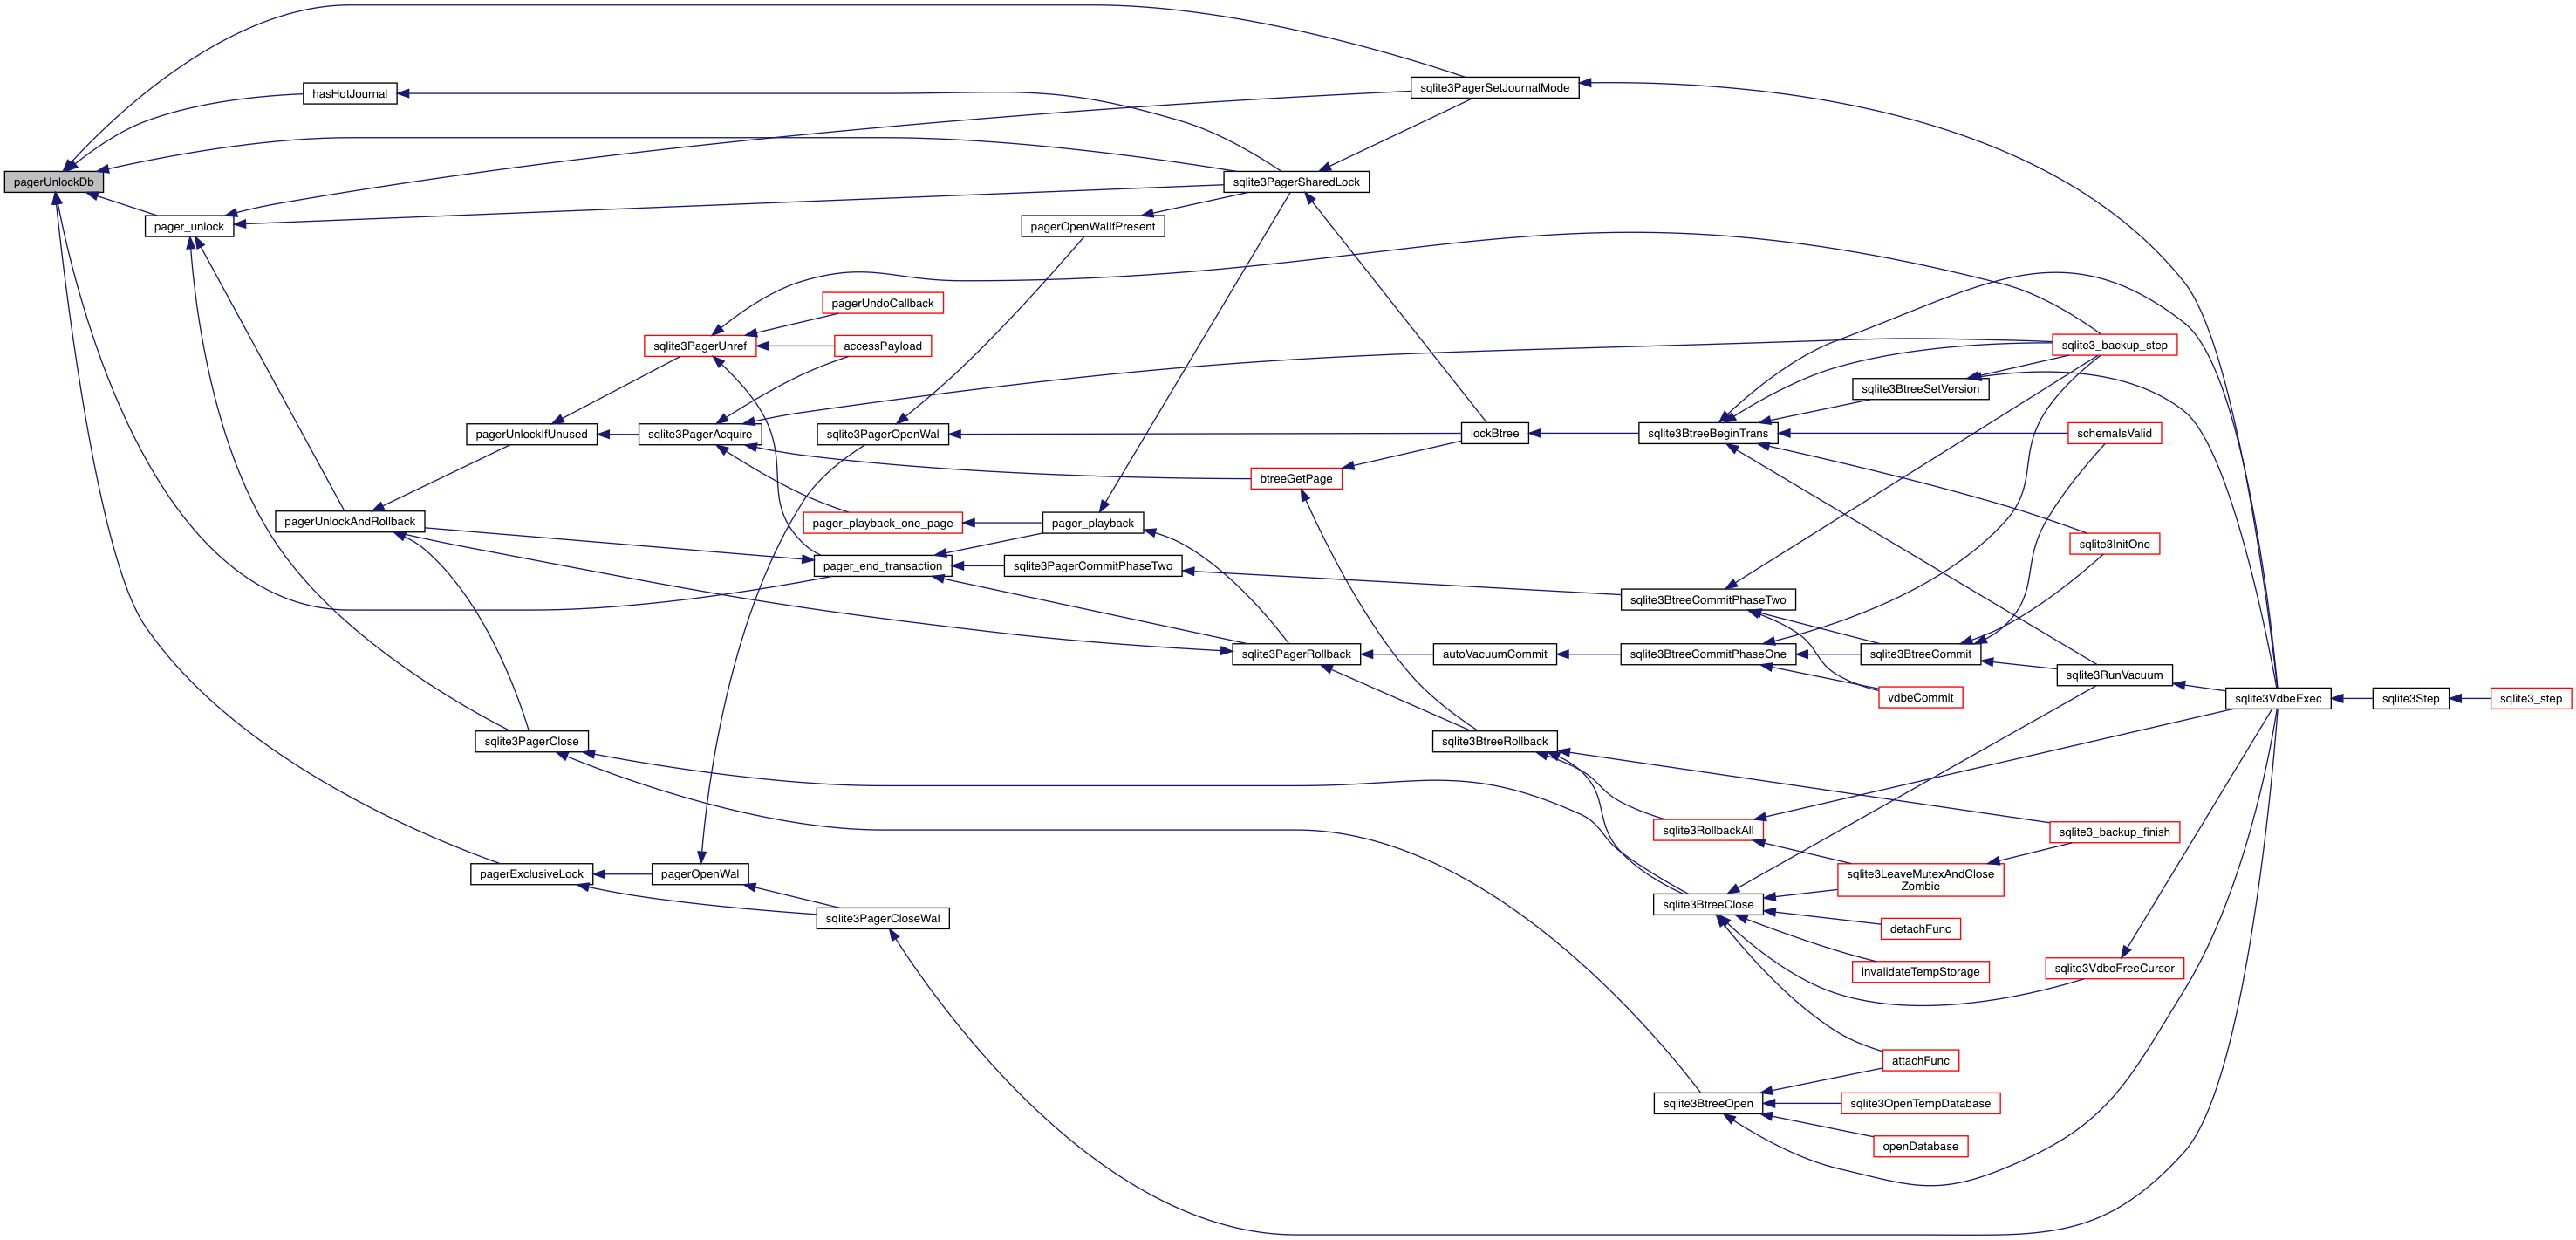 pagerUnlockDb
hasHotJournal
pager_unlock
pagerUnlockAndRollback
pagerUnlockIfUnused
sqlite3PagerClose
pagerExclusiveLock
sqlite3PagerUnref
sqlite3PagerAcquire
pagerOpenWal
pagerUndoCallback
accessPayload
sqlite3PagerOpenWal
pager_playback_one_page
pager_end_transaction
sqlite3PagerCloseWal
pagerOpenWalIfPresent
pager_playback
sqlite3PagerCommitPhaseTwo
sqlite3PagerSharedLock
btreeGetPage
sqlite3PagerRollback
sqlite3PagerSetJournalMode
lockBtree
autoVacuumCommit
sqlite3BtreeRollback
sqlite3BtreeBeginTrans
sqlite3BtreeCommitPhaseTwo
sqlite3BtreeCommitPhaseOne
sqlite3RollbackAll
sqlite3BtreeClose
sqlite3BtreeOpen
sqlite3BtreeSetVersion
sqlite3BtreeCommit
vdbeCommit
sqlite3LeaveMutexAndClose
Zombie
detachFunc
invalidateTempStorage
attachFunc
sqlite3OpenTempDatabase
openDatabase
sqlite3_backup_step
schemaIsValid
sqlite3InitOne
sqlite3RunVacuum
sqlite3_backup_finish
sqlite3VdbeFreeCursor
sqlite3VdbeExec
sqlite3Step
sqlite3_step